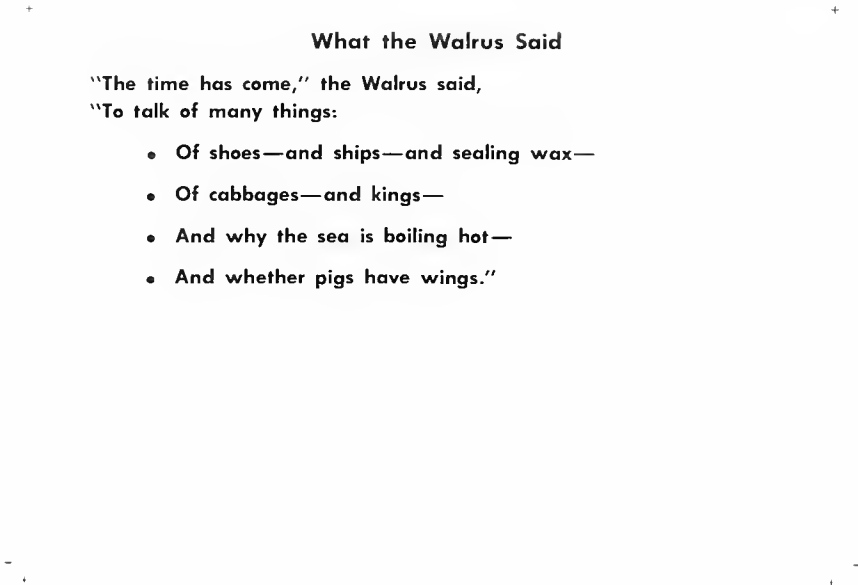 What the Walrus Said
"The time has come," the Walrus said,
"To talk of many things:
• Of shoes—and ships—and sealing wax—
• Of cabbages—and kings—
• And why the sea is boiling hot—
• And whether pigs have wings."